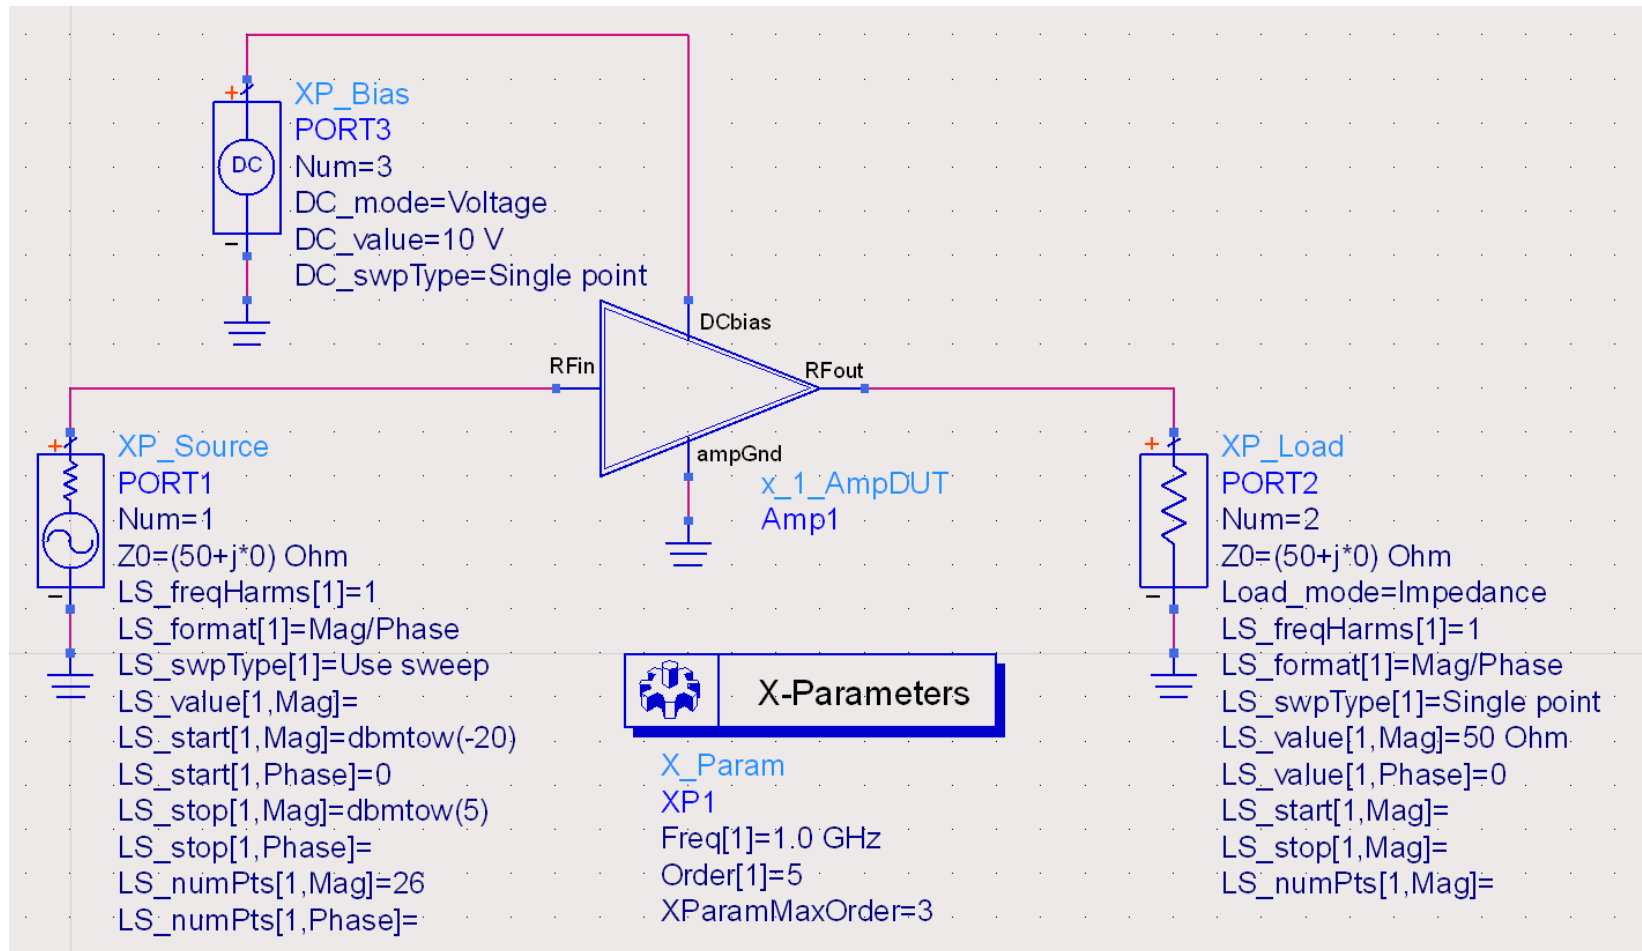 +
XP_Bias
PORT3
DC
Num=3
DC_mode=Voltage
DC_value=10 V
−
DC_swpType=Single point
DCbias
RFin
RFout
ampGnd
x_1_AmpDUT
Amp1
+
XP_Source
PORT1
Num=1
Z0=(50+j*0) Ohm
−
LS_freqHarms[1]=1
LS_format[1]=Mag/Phase
LS_swpType[1]=Use sweep
LS_value[1,Mag]=
LS_start[1,Mag]=dbmtow(-20)
LS_start[1,Phase]=0
LS_stop[1,Mag]=dbmtow(5)
LS_stop[1,Phase]=
LS_numPts[1,Mag]=26
LS_numPts[1,Phase]=
X-Parameters
X_Param
XP1
Freq[1]=1.0 GHz
Order[1]=5
XParamMaxOrder=3
+
XP_Load
PORT2
Num=2
Z0=(50+j*0) Ohm
−
Load_mode=Impedance
LS_freqHarms[1]=1
LS_format[1]=Mag/Phase
LS_swpType[1]=Single point
LS_value[1,Mag]=50 Ohm
LS_value[1,Phase]=0
LS_start[1,Mag]=
LS_stop[1,Mag]=
LS_numPts[1,Mag]=